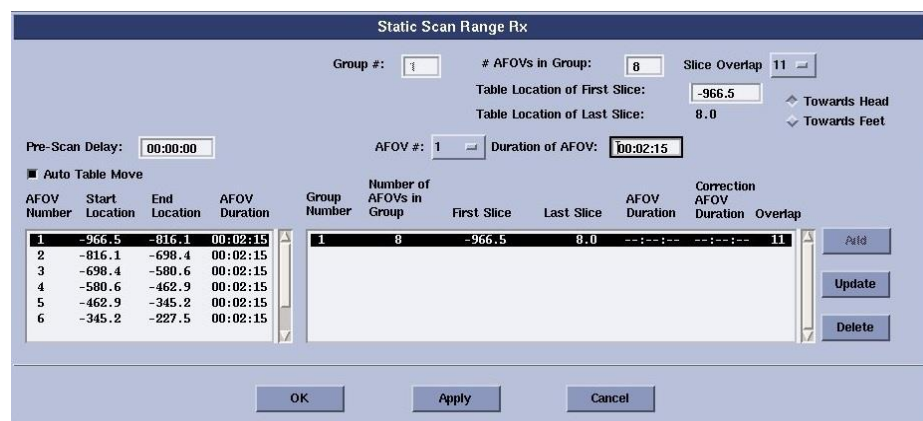 Static Scan Range Rx
Group #: 1 # AFOVs in Group: 8 Slice Overlap 11
Table Location of First Slice: -966.5
Towards Head
Table Location of Last Slice: 8.0
Towards Feet
Pre-Scan Delay: 00:00:00 AFOV #: 1 Duration of AFOV: 00:02:15
Auto Table Move
AFOV Number Start Location End Location AFOV Duration
1 -966.5 -816.1 00:02:15
2 -816.1 -698.4 00:02:15
3 -698.4 -580.6 00:02:15
4 -580.6 -462.9 00:02:15
5 -462.9 -345.2 00:02:15
6 -345.2 -227.5 00:02:15
Group Number Number of AFOVs in Group First Slice Last Slice AFOV Duration Correction AFOV Duration Overlap
1 8 -966.5 8.0 --:--:-- --:--:-- 11
Add
Update
Delete
OK Apply Cancel